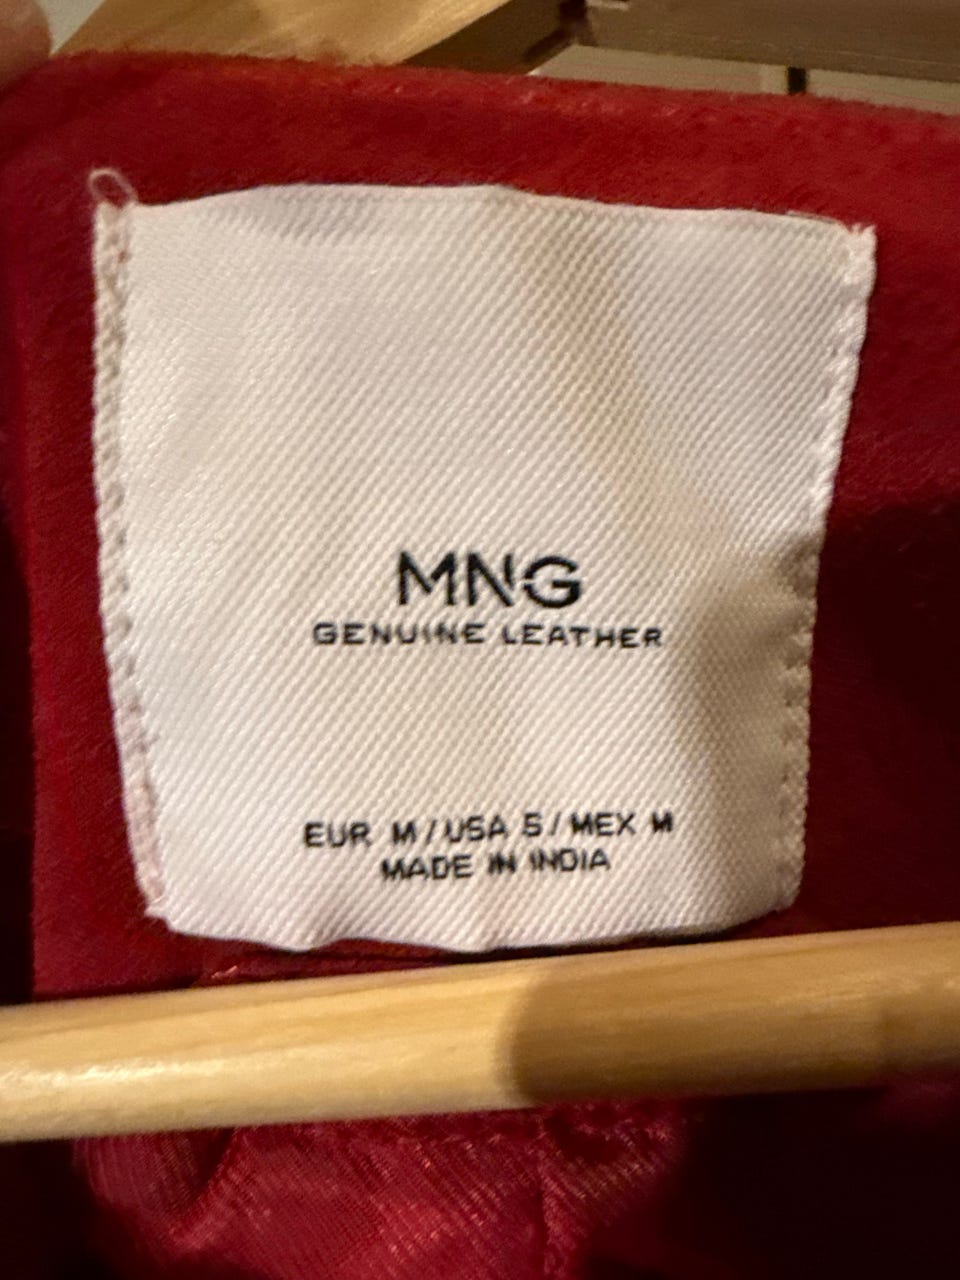 MNG
GENUINE LEATHER
EUR M / USA S / MEX M
MADE IN INDIA